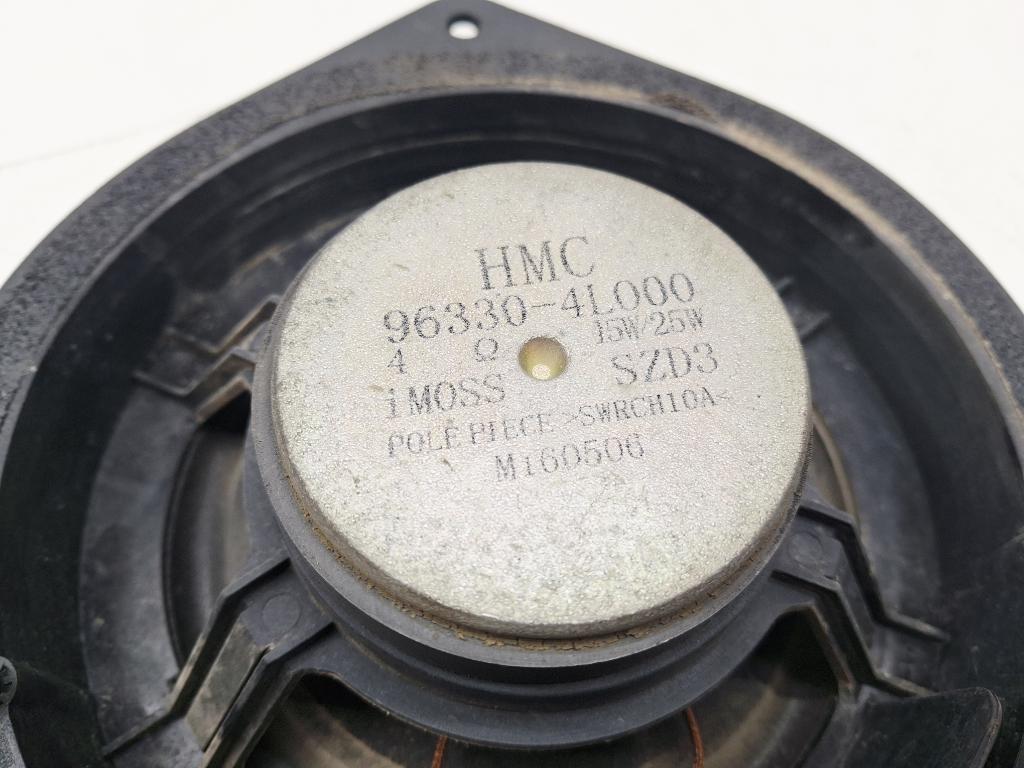 HMC
96330-4L000
4 Ω 15W/25W
iMOSS SZD3
POLE PIECE >SWRCH10A<
M160506